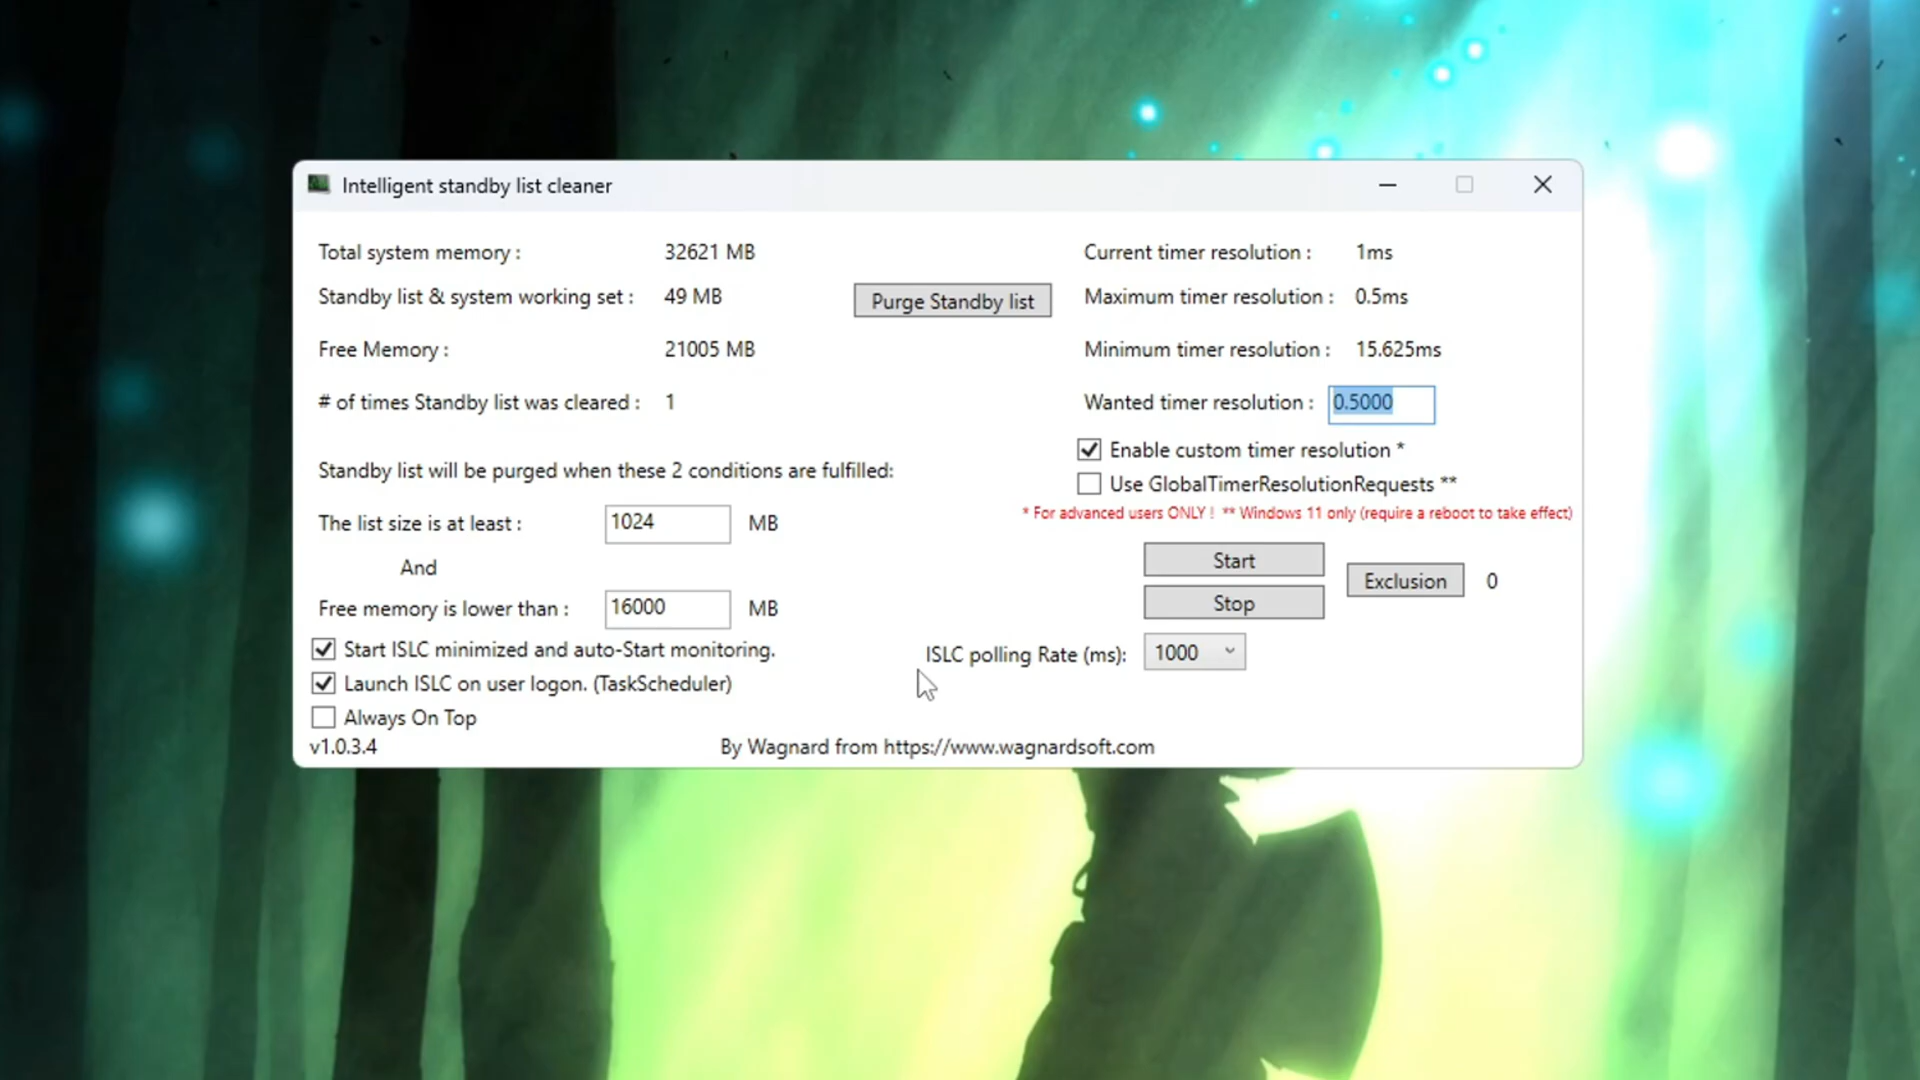 Intelligent standby list cleaner
Total system memory : 32621 MB
Standby list & system working set : 49 MB
Purge Standby list
Free Memory : 21005 MB
# of times Standby list was cleared : 1
Standby list will be purged when these 2 conditions are fulfilled:
The list size is at least : 1024 MB
And
Free memory is lower than : 16000 MB
Start ISLC minimized and auto-Start monitoring.
Launch ISLC on user logon. (TaskScheduler)
Always On Top
v1.0.3.4
Current timer resolution : 1ms
Maximum timer resolution : 0.5ms
Minimum timer resolution : 15.625ms
Wanted timer resolution : 0.5000
Enable custom timer resolution *
Use GlobalTimerResolutionRequests **
* For advanced users ONLY ! ** Windows 11 only (require a reboot to take effect)
Start
Stop
Exclusion 0
ISLC polling Rate (ms): 1000
By Wagnard from https://www.wagnardsoft.com